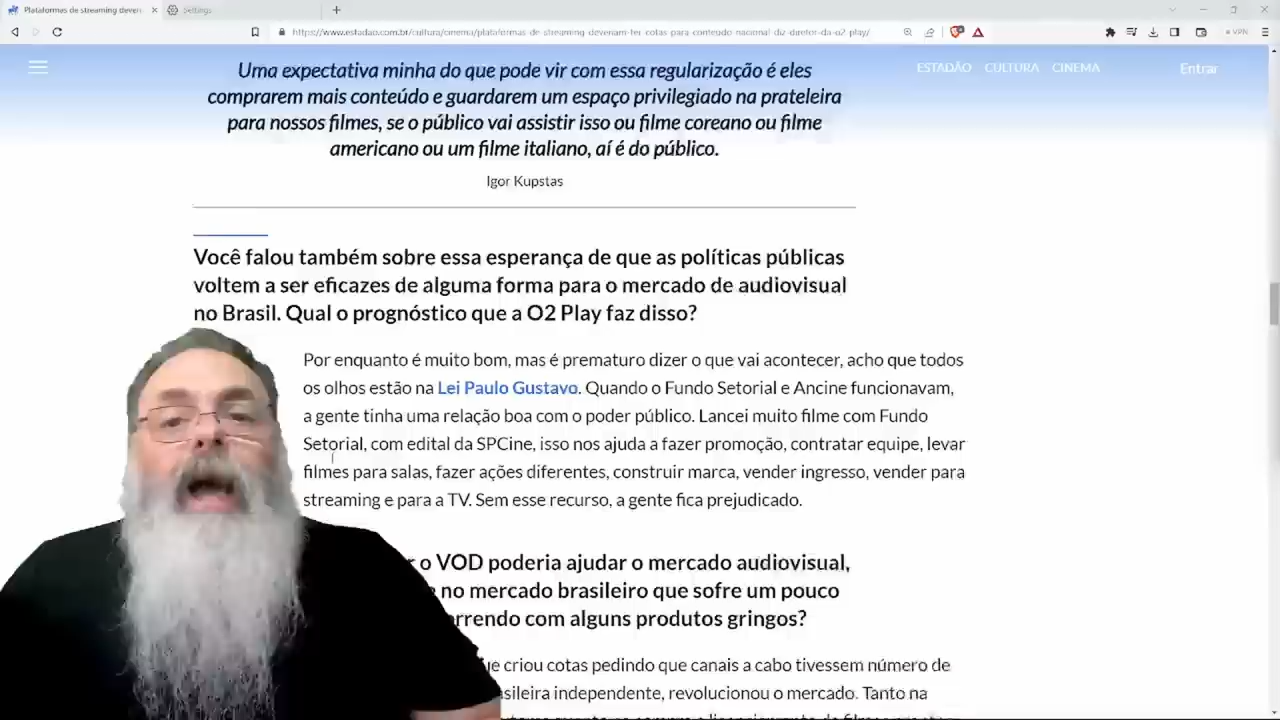 Plataformas de streaming deveri
Settings
https://www.estadao.com.br/cultura/cinema/plataformas-de-streaming-deveriam-ter-cotas-para-conteudo-nacional-diz-diretor-da-o2-play/
VPN
ESTADÃO CULTURA CINEMA
Entrar
Uma expectativa minha do que pode vir com essa regularização é eles
comprarem mais conteúdo e guardarem um espaço privilegiado na prateleira
para nossos filmes, se o público vai assistir isso ou filme coreano ou filme
americano ou um filme italiano, aí é do público.
Igor Kupstas
Você falou também sobre essa esperança de que as políticas públicas
voltem a ser eficazes de alguma forma para o mercado de audiovisual
no Brasil. Qual o prognóstico que a O2 Play faz disso?
Por enquanto é muito bom, mas é prematuro dizer o que vai acontecer, acho que todos
os olhos estão na Lei Paulo Gustavo. Quando o Fundo Setorial e Ancine funcionavam,
a gente tinha uma relação boa com o poder público. Lancei muito filme com Fundo
Setorial, com edital da SPCine, isso nos ajuda a fazer promoção, contratar equipe, levar
filmes para salas, fazer ações diferentes, construir marca, vender ingresso, vender para
streaming e para a TV. Sem esse recurso, a gente fica prejudicado.
o VOD poderia ajudar o mercado audiovisual,
no mercado brasileiro que sofre um pouco
com alguns produtos gringos?
criou cotas pedindo que canais a cabo tivessem número de
independente, revolucionou o mercado. Tanto na